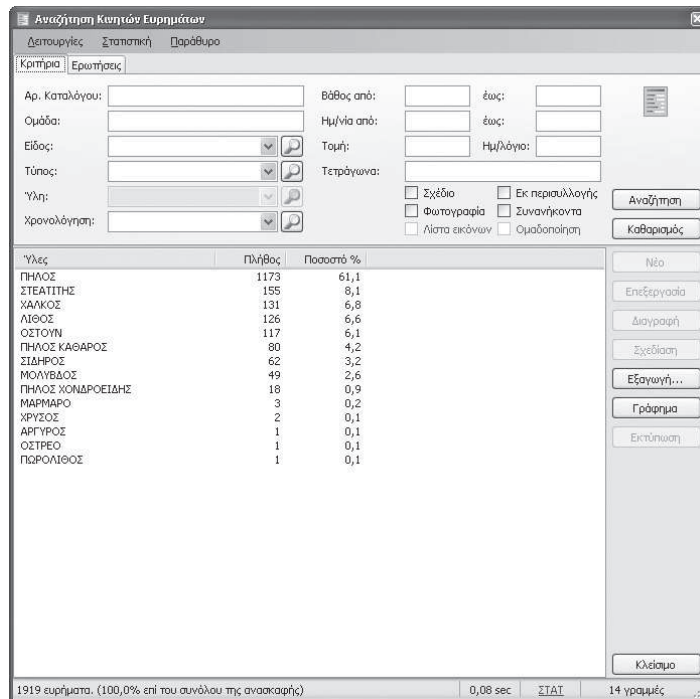 Αναζήτηση Κινητών Ευρημάτων
Λειτουργίες Στατιστική Παράθυρο
Κριτήρια Ερωτήσεις
Αρ. Καταλόγου: Βάθος από: έως:
Ομάδα: Ημ/νία από: έως:
Είδος: Τομή: Ημ/λόγιο:
Τύπος: Τετράγωνα:
Ύλη: Σχέδιο Εκ περισυλλογής
Αναζήτηση
Χρονολόγηση: Φωτογραφία Συνανήκοντα
Λίστα εικόνων Ομαδοποίηση
Καθαρισμός
Ύλες Πλήθος Ποσοστό %
ΠΗΛΟΣ 1173 61,1
ΣΤΕΑΤΙΤΗΣ 155 8,1
ΧΑΛΚΟΣ 131 6,8
ΛΙΘΟΣ 126 6,6
ΟΣΤΟΥΝ 117 6,1
ΠΗΛΟΣ ΚΑΘΑΡΟΣ 80 4,2
ΣΙΔΗΡΟΣ 62 3,2
ΜΟΛΥΒΔΟΣ 49 2,6
ΠΗΛΟΣ ΧΟΝΔΡΟΕΙΔΗΣ 18 0,9
ΜΑΡΜΑΡΟ 3 0,2
ΧΡΥΣΟΣ 2 0,1
ΑΡΓΥΡΟΣ 1 0,1
ΟΣΤΡΕΟ 1 0,1
ΠΩΡΟΛΙΘΟΣ 1 0,1
Νέο
Επεξεργασία
Διαγραφή
Σχεδίαση
Εξαγωγή...
Γράφημα
Εκτύπωση
Κλείσιμο
1919 ευρήματα. (100,0% επί του συνόλου της ανασκαφής) 0,08 sec ΣΤΑΤ 14 γραμμές